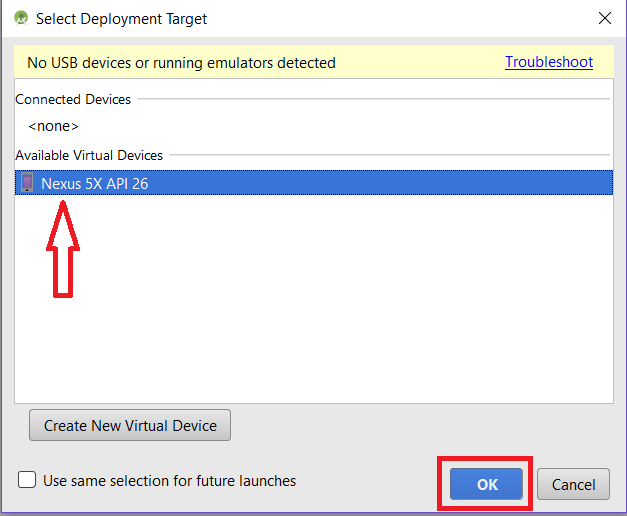 Select Deployment Target
No USB devices or running emulators detected Troubleshoot
Connected Devices
<none>
Available Virtual Devices
Nexus 5X API 26
Create New Virtual Device
Use same selection for future launches
OK Cancel